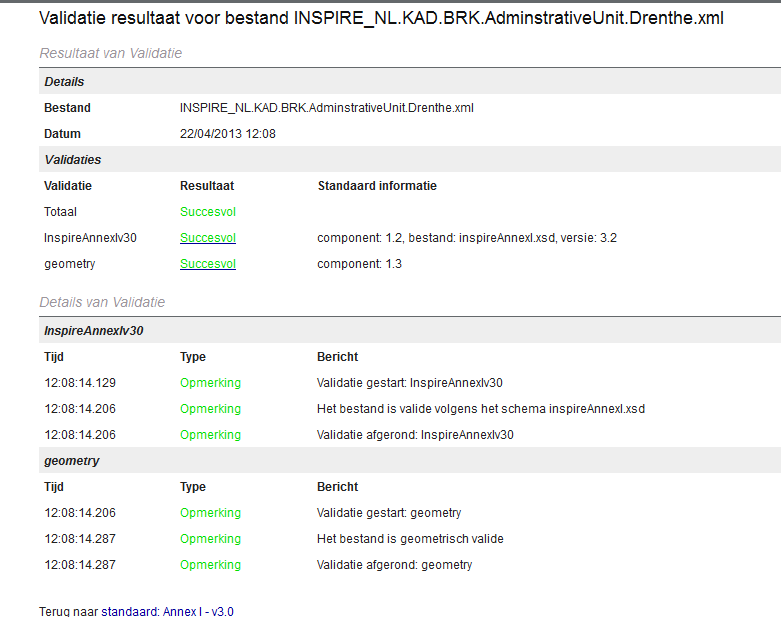 Validatie resultaat voor bestand INSPIRE_NL.KAD.BRK.AdminstrativeUnit.Drenthe.xml
Resultaat van Validatie
Details
Bestand INSPIRE_NL.KAD.BRK.AdminstrativeUnit.Drenthe.xml
Datum 22/04/2013 12:08
Validaties
Validatie Resultaat Standaard informatie
Totaal Succesvol
InspireAnnexIv30 Succesvol component: 1.2, bestand: inspireAnnexI.xsd, versie: 3.2
geometry Succesvol component: 1.3
Details van Validatie
InspireAnnexIv30
Tijd Type Bericht
12:08:14.129 Opmerking Validatie gestart: InspireAnnexIv30
12:08:14.206 Opmerking Het bestand is valide volgens het schema inspireAnnexI.xsd
12:08:14.206 Opmerking Validatie afgerond: InspireAnnexIv30
geometry
Tijd Type Bericht
12:08:14.206 Opmerking Validatie gestart: geometry
12:08:14.287 Opmerking Het bestand is geometrisch valide
12:08:14.287 Opmerking Validatie afgerond: geometry
Terug naar standaard: Annex I - v3.0